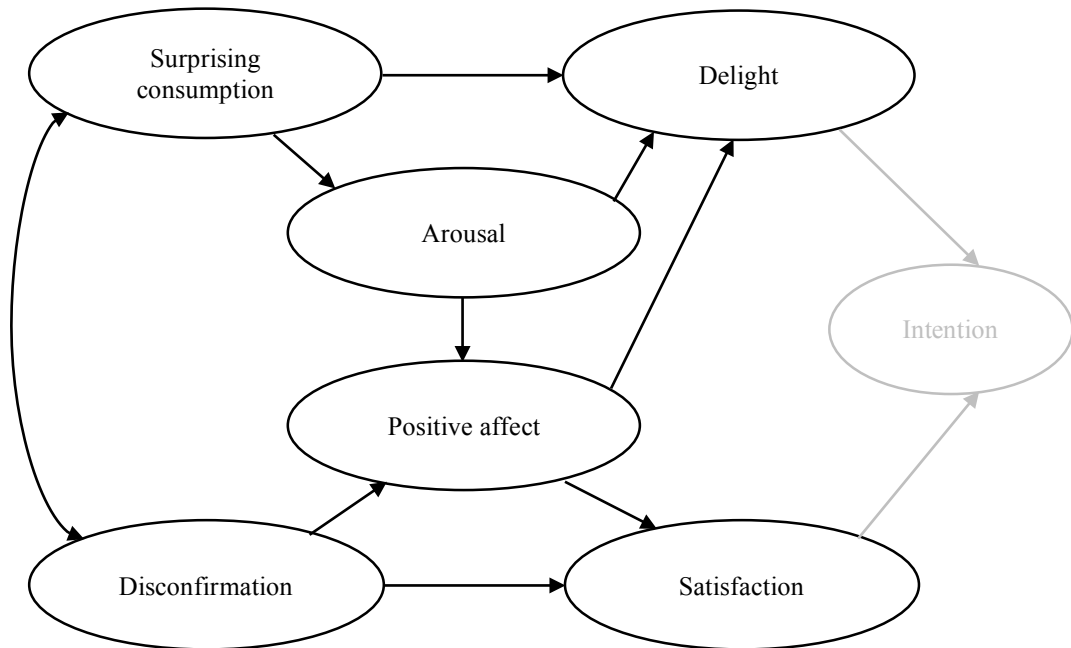 Surprising
consumption
Delight
Arousal
Intention
Positive affect
Disconfirmation
Satisfaction